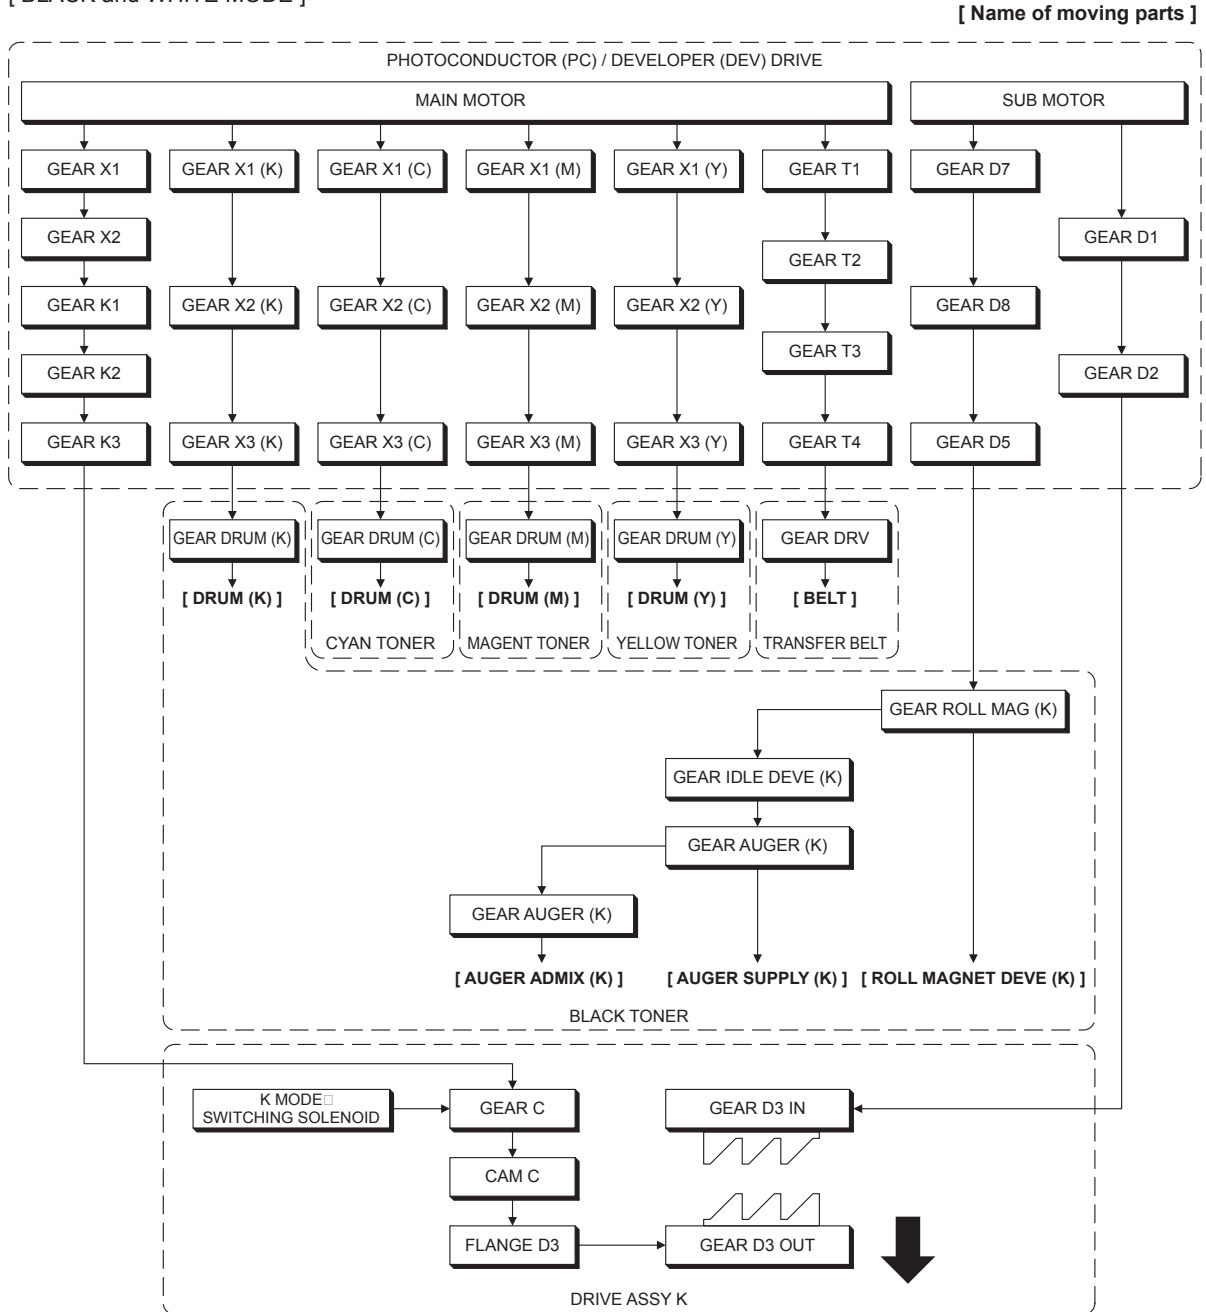 [ BLACK and WHITE MODE ]
[ Name of moving parts ]
PHOTOCONDUCTOR (PC) / DEVELOPER (DEV) DRIVE
MAIN MOTOR
SUB MOTOR
GEAR X1
GEAR X1 (K)
GEAR X1 (C)
GEAR X1 (M)
GEAR X1 (Y)
GEAR T1
GEAR D7
GEAR X2
GEAR D1
GEAR T2
GEAR K1
GEAR X2 (K)
GEAR X2 (C)
GEAR X2 (M)
GEAR X2 (Y)
GEAR D8
GEAR T3
GEAR K2
GEAR D2
GEAR K3
GEAR X3 (K)
GEAR X3 (C)
GEAR X3 (M)
GEAR X3 (Y)
GEAR T4
GEAR D5
GEAR DRUM (K)
GEAR DRUM (C)
GEAR DRUM (M)
GEAR DRUM (Y)
GEAR DRV
[ DRUM (K) ]
[ DRUM (C) ]
[ DRUM (M) ]
[ DRUM (Y) ]
[ BELT ]
CYAN TONER
MAGENT TONER
YELLOW TONER
TRANSFER BELT
GEAR ROLL MAG (K)
GEAR IDLE DEVE (K)
GEAR AUGER (K)
GEAR AUGER (K)
[ AUGER ADMIX (K) ]
[ AUGER SUPPLY (K) ]
[ ROLL MAGNET DEVE (K) ]
BLACK TONER
K MODE□
SWITCHING SOLENOID
GEAR C
GEAR D3 IN
CAM C
FLANGE D3
GEAR D3 OUT
DRIVE ASSY K